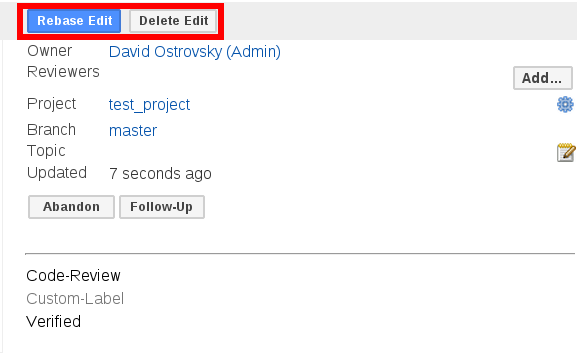 Rebase Edit Delete Edit
Owner David Ostrovsky (Admin)
Reviewers
Add...
Project test_project
Branch master
Topic
Updated 7 seconds ago
Abandon Follow-Up
Code-Review
Custom-Label
Verified